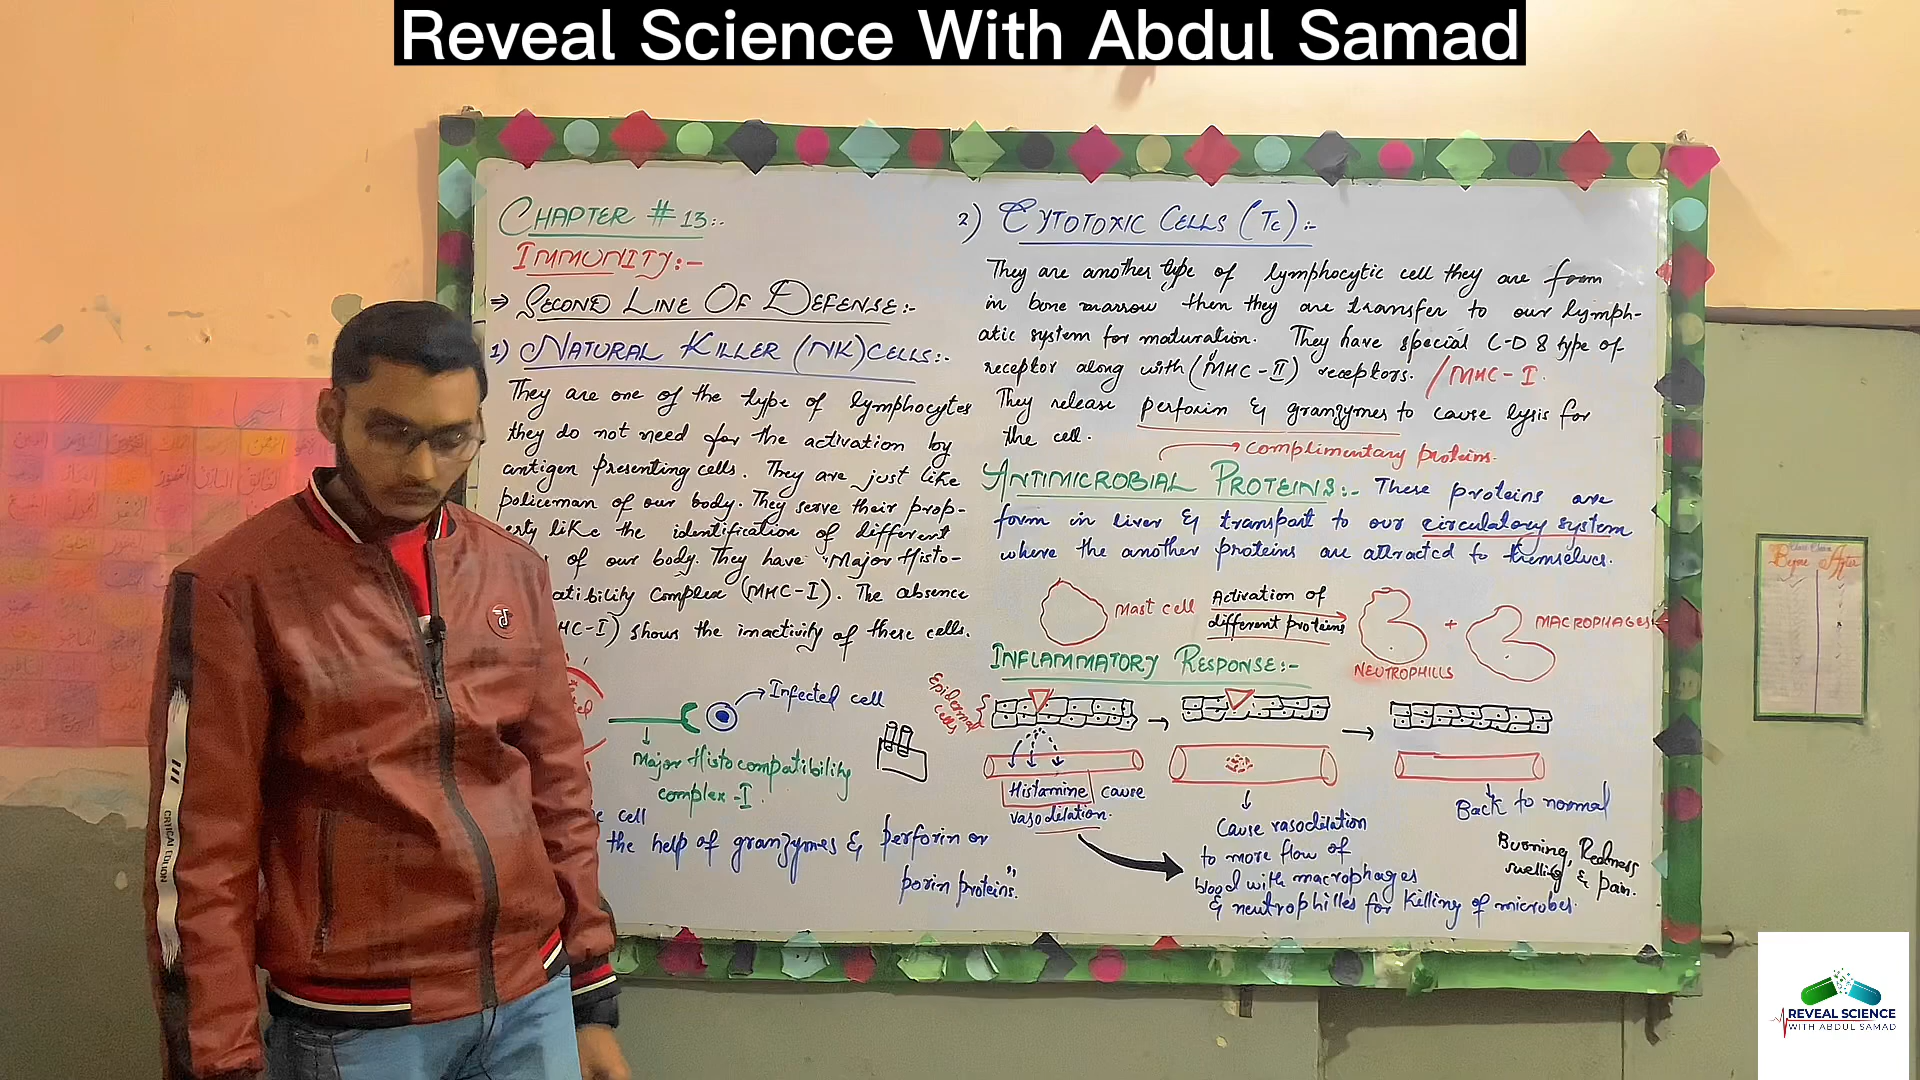 Reveal Science With Abdul Samad
CHAPTER # 13:-
IMMUNITY:-
⇒ SECOND LINE OF DEFENSE:-
1) NATURAL KILLER (NK) CELLS:-
They are one of the type of lymphocytes
they do not need for the activation by
antigen presenting cells. They are just like
policeman of our body. They serve their prop-
erty like the identification of different
of our body. They have "Major Histo-
atibility Complex (MHC-I). The absence
HC-I) shows the inactivity of these cells.
Infected cell
Major Histocompatibility
complex-I.
cell
the help of granzymes & perforin or
porin proteins."
2) CYTOTOXIC CELLS (Tc):-
They are another type of lymphocytic cell they are form
in bone marrow then they are transfer to our lymph-
atic system for maturation. They have special C-D 8 type of
receptor along with (MHC-II) receptors. / MHC-I.
They release perforin & granzymes to cause lysis for
the cell.
complimentary proteins.
ANTIMICROBIAL PROTEINS:- These proteins are
form in liver & transport to our circulatory system
where the another proteins are attracted to themselves.
Mast cell
Activation of
different proteins
NEUTROPHILLS
+
MACROPHAGES
INFLAMMATORY RESPONSE:-
Epidermal
cells
Histamine cause
vasodilation.
Cause vasodilation
to more flow of
blood with macrophages
& neutrophilles for killing of microbes.
Back to normal
Burning, Redness
swelling & pain.
CRITICAL COLION
REVEAL SCIENCE
WITH ABDUL SAMAD